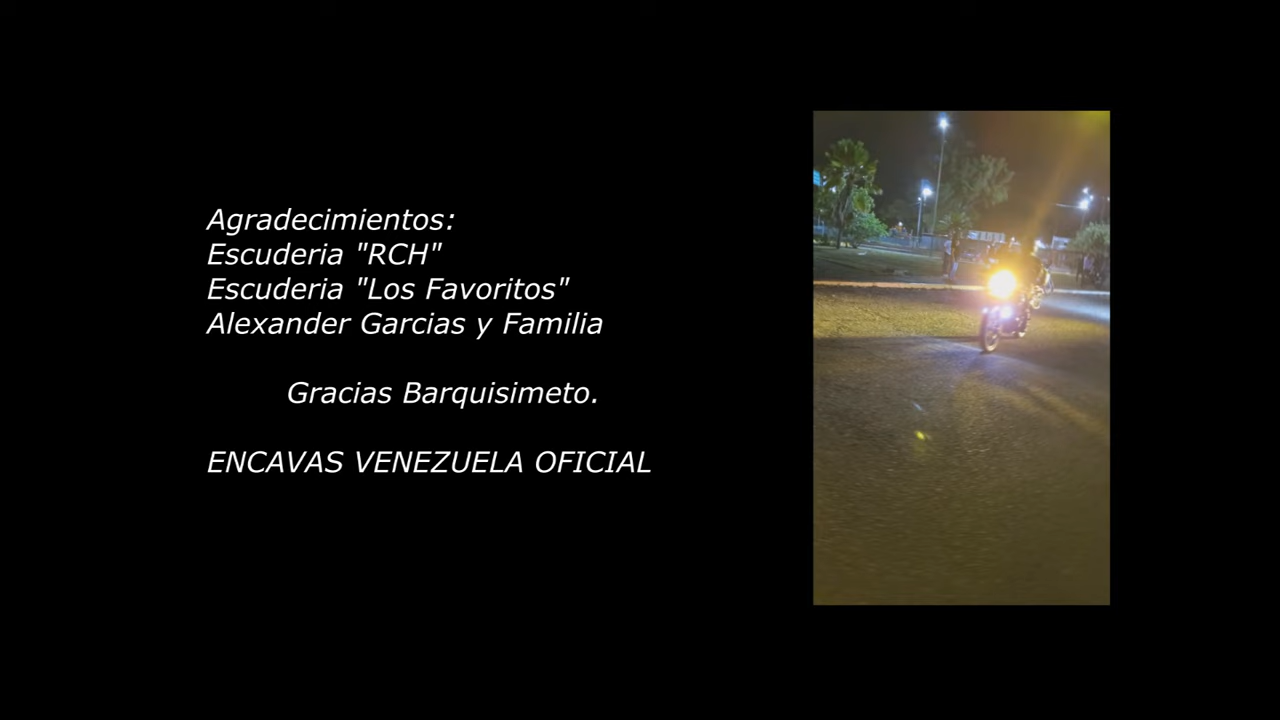 Agradecimientos:
Escuderia "RCH"
Escuderia "Los Favoritos"
Alexander Garcias y Familia
Gracias Barquisimeto.
ENCAVAS VENEZUELA OFICIAL